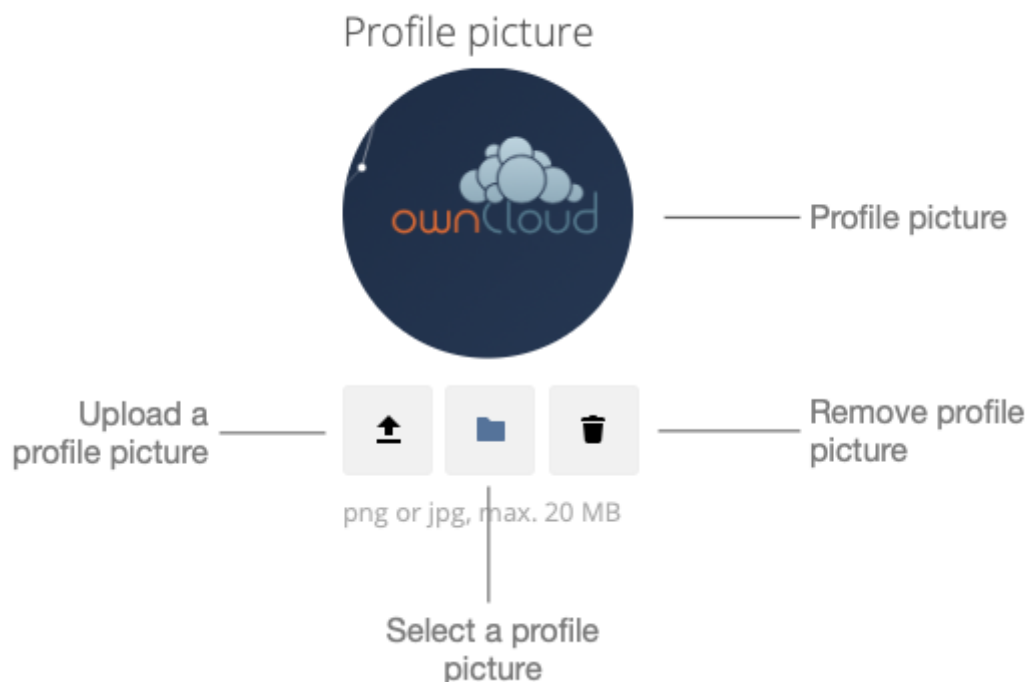 Profile picture
ownCloud
Profile picture
Upload a
profile picture
Remove profile
picture
png or jpg, max. 20 MB
Select a profile
picture